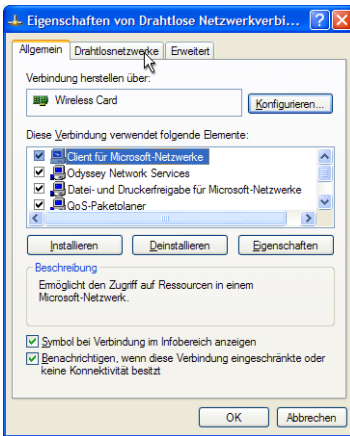 Eigenschaften von Drahtlose Netzwerkverbi...
Allgemein Drahtlosnetzwerke Erweitert
Verbindung herstellen über:
Wireless Card
Konfigurieren...
Diese Verbindung verwendet folgende Elemente:
Client für Microsoft-Netzwerke
Odyssey Network Services
Datei- und Druckerfreigabe für Microsoft-Netzwerke
QoS-Paketplaner
Installieren Deinstallieren Eigenschaften
Beschreibung
Ermöglicht den Zugriff auf Ressourcen in einem
Microsoft-Netzwerk.
Symbol bei Verbindung im Infobereich anzeigen
Benachrichtigen, wenn diese Verbindung eingeschränkte oder
keine Konnektivität besitzt
OK Abbrechen